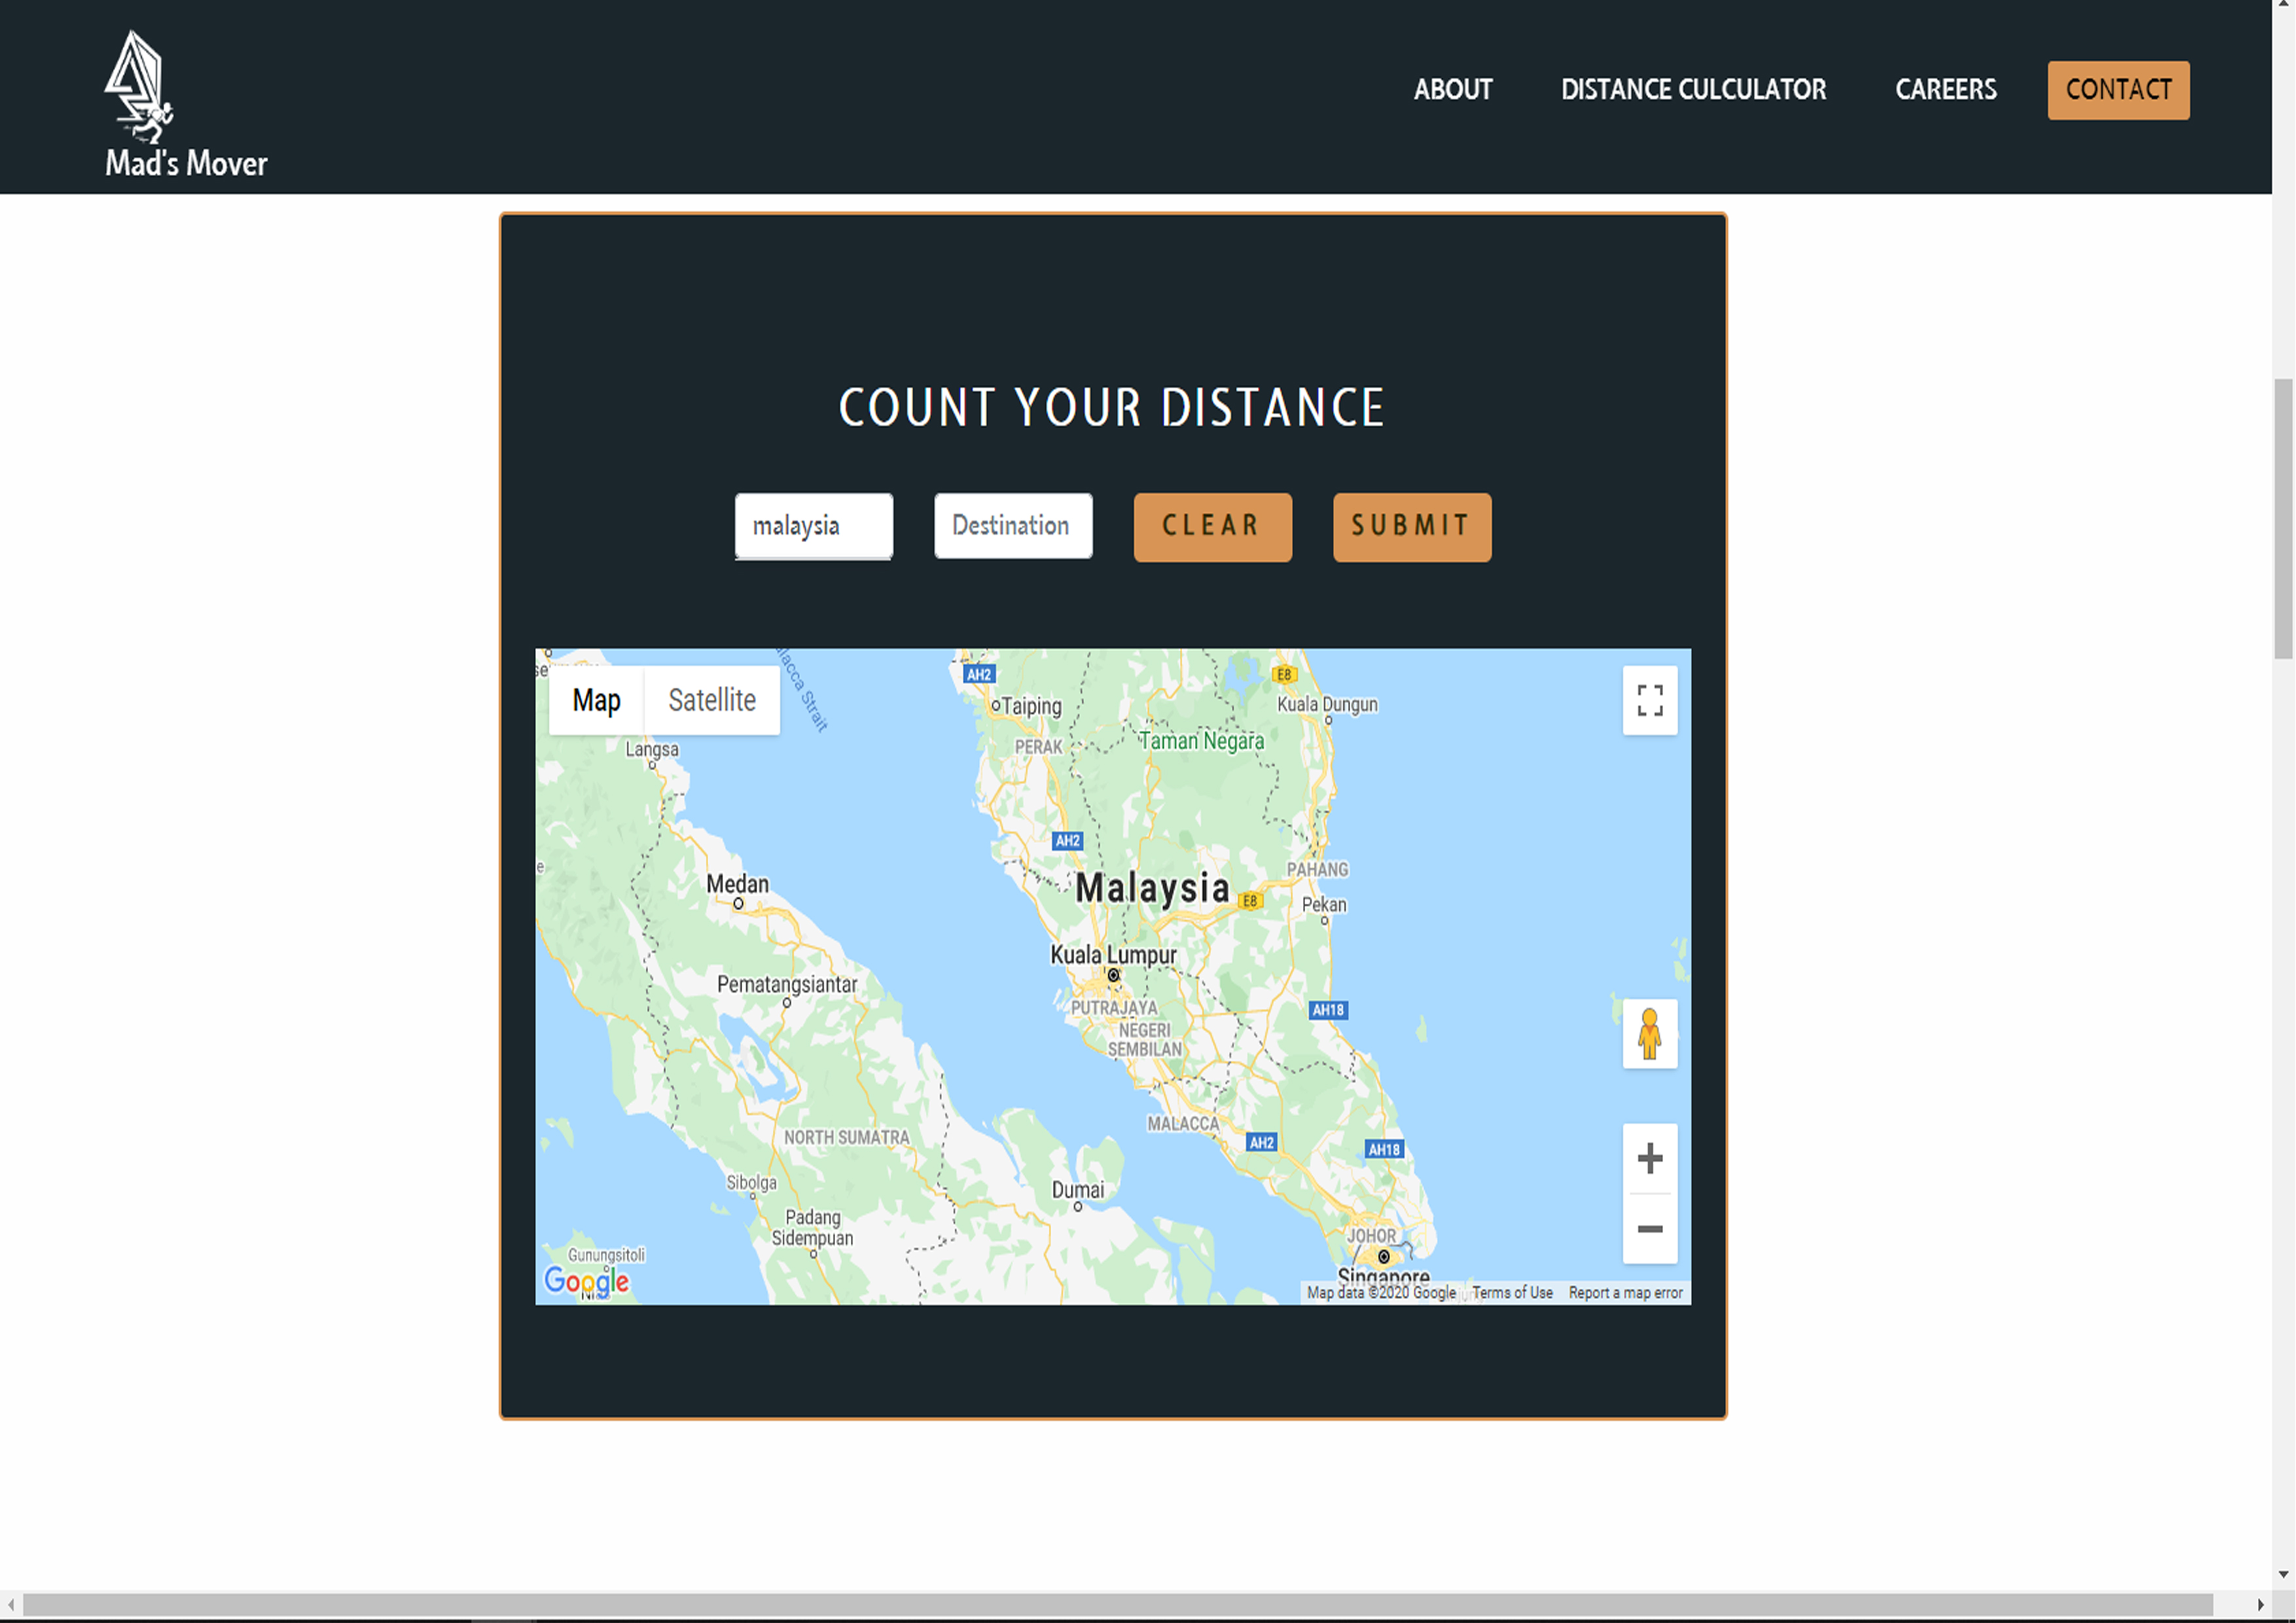 Mad's Mover
ABOUT
DISTANCE CULCULATOR
CAREERS
CONTACT
COUNT YOUR DISTANCE
malaysia
Destination
CLEAR
SUBMIT
Map
Satellite
AH2
E8
Taiping
Kuala Dungun
PERAK
Taman Negara
Langsa
AH2
PAHANG
Medan
Malaysia
E8
Pekan
Kuala Lumpur
Pematangsiantar
PUTRAJAYA
AH18
NEGERI
SEMBILAN
MALACCA
NORTH SUMATRA
AH2
AH18
Sibolga
Dumai
Padang
Sidempuan
JOHOR
Gunungsitoli
Google
Singapore
Map data ©2020 Google
Terms of Use
Report a map error